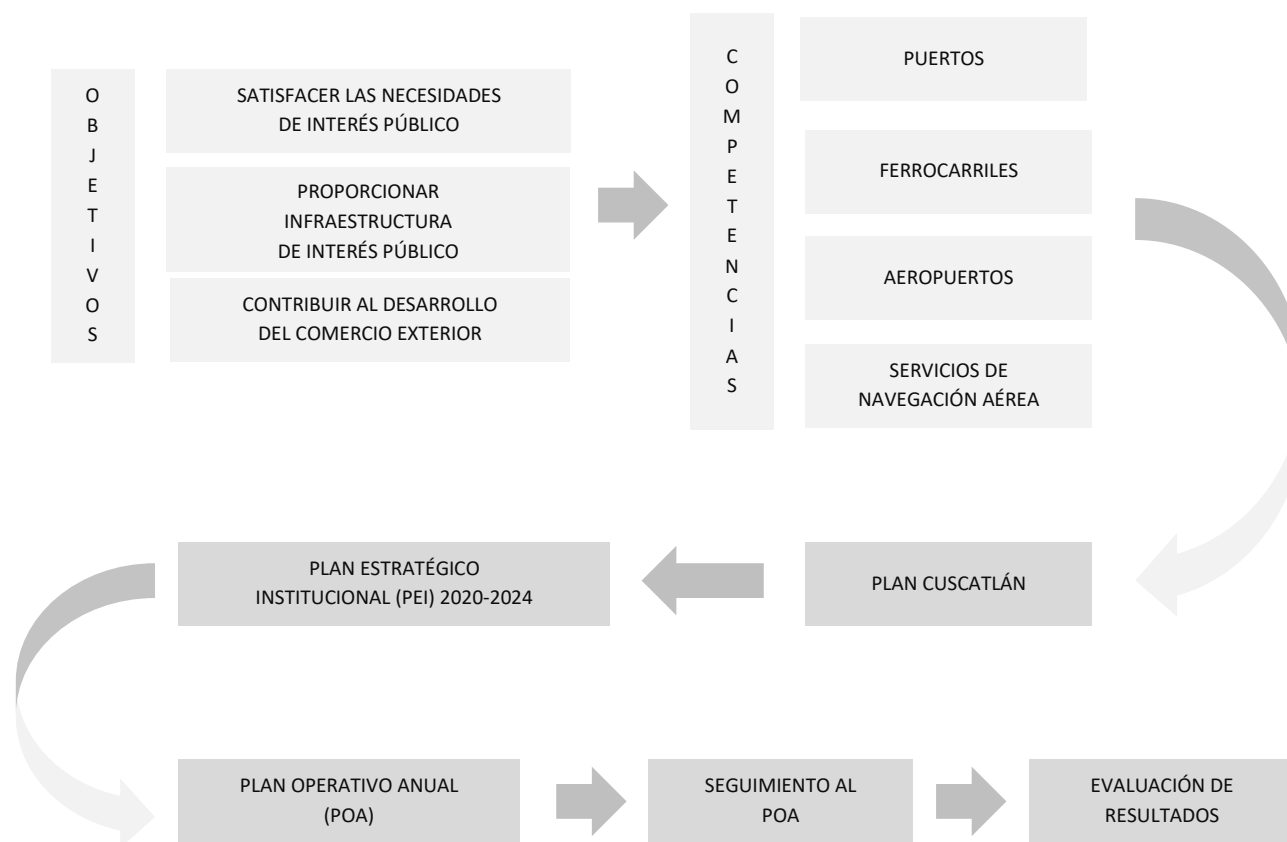 OBJETIVOS
SATISFACER LAS NECESIDADES
DE INTERÉS PÚBLICO
PROPORCIONAR
INFRAESTRUCTURA
DE INTERÉS PÚBLICO
CONTRIBUIR AL DESARROLLO
DEL COMERCIO EXTERIOR
COMPETENCIAS
PUERTOS
FERROCARRILES
AEROPUERTOS
SERVICIOS DE
NAVEGACIÓN AÉREA
PLAN CUSCATLÁN
PLAN ESTRATÉGICO
INSTITUCIONAL (PEI) 2020-2024
PLAN OPERATIVO ANUAL
(POA)
SEGUIMIENTO AL
POA
EVALUACIÓN DE
RESULTADOS